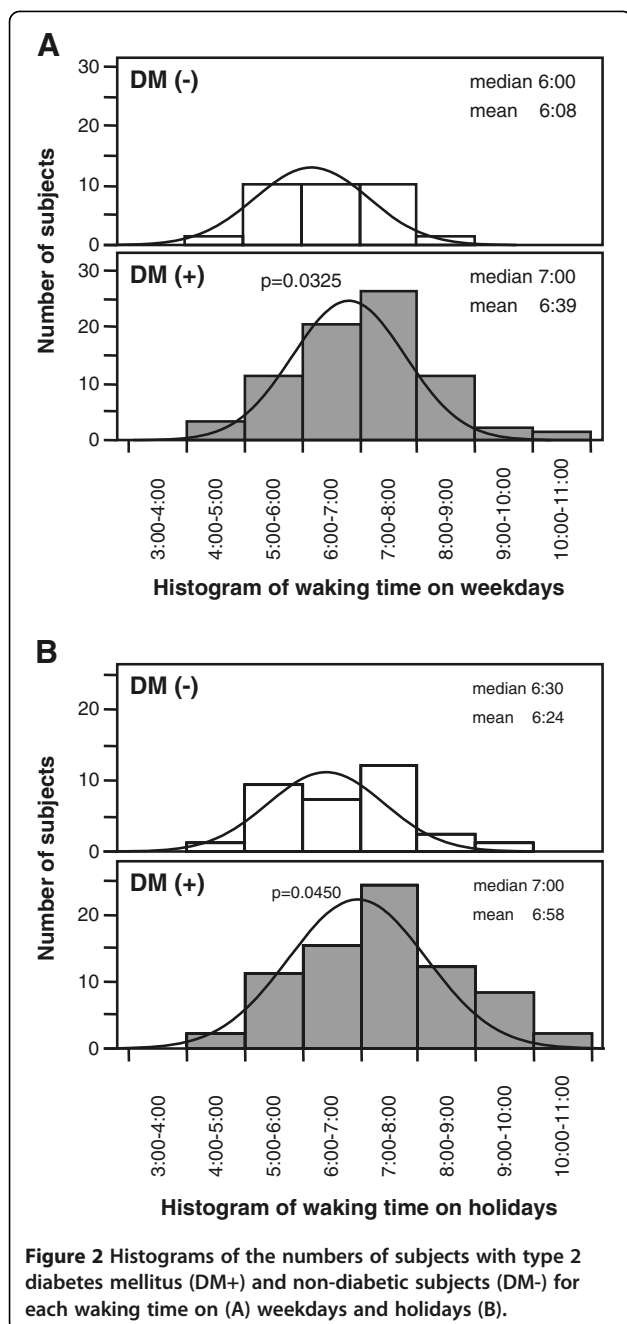 A
DM (-)
median 6:00
mean 6:08
30
20
10
0
DM (+)
p=0.0325
median 7:00
mean 6:39
30
20
10
0
Number of subjects
3:00-4:00
4:00-5:00
5:00-6:00
6:00-7:00
7:00-8:00
8:00-9:00
9:00-10:00
10:00-11:00
Histogram of waking time on weekdays
B
DM (-)
median 6:30
mean 6:24
20
10
0
DM (+)
p=0.0450
median 7:00
mean 6:58
20
10
0
Number of subjects
3:00-4:00
4:00-5:00
5:00-6:00
6:00-7:00
7:00-8:00
8:00-9:00
9:00-10:00
10:00-11:00
Histogram of waking time on holidays
Figure 2 Histograms of the numbers of subjects with type 2
diabetes mellitus (DM+) and non-diabetic subjects (DM-) for
each waking time on (A) weekdays and holidays (B).